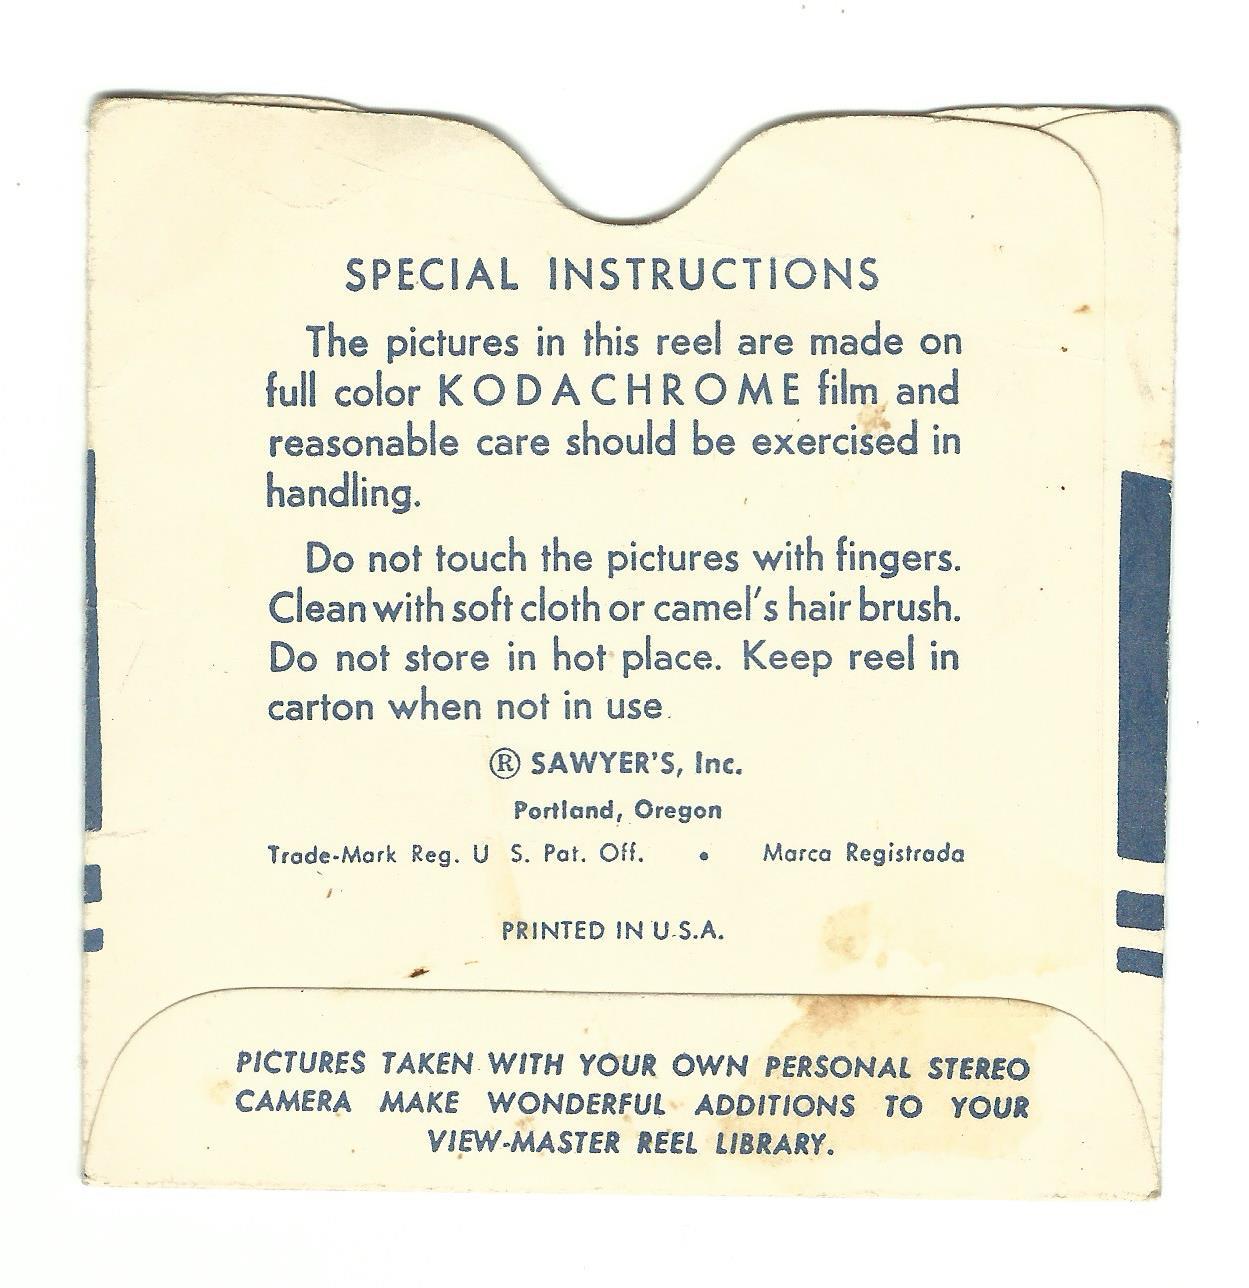 SPECIAL INSTRUCTIONS
The pictures in this reel are made on
full color KODACHROME film and
reasonable care should be exercised in
handling.
Do not touch the pictures with fingers.
Clean with soft cloth or camel's hair brush.
Do not store in hot place. Keep reel in
carton when not in use.
® SAWYER'S, Inc.
Portland, Oregon
Trade-Mark Reg. U S. Pat. Off. • Marca Registrada
PRINTED IN U.S.A.
PICTURES TAKEN WITH YOUR OWN PERSONAL STEREO
CAMERA MAKE WONDERFUL ADDITIONS TO YOUR
VIEW-MASTER REEL LIBRARY.